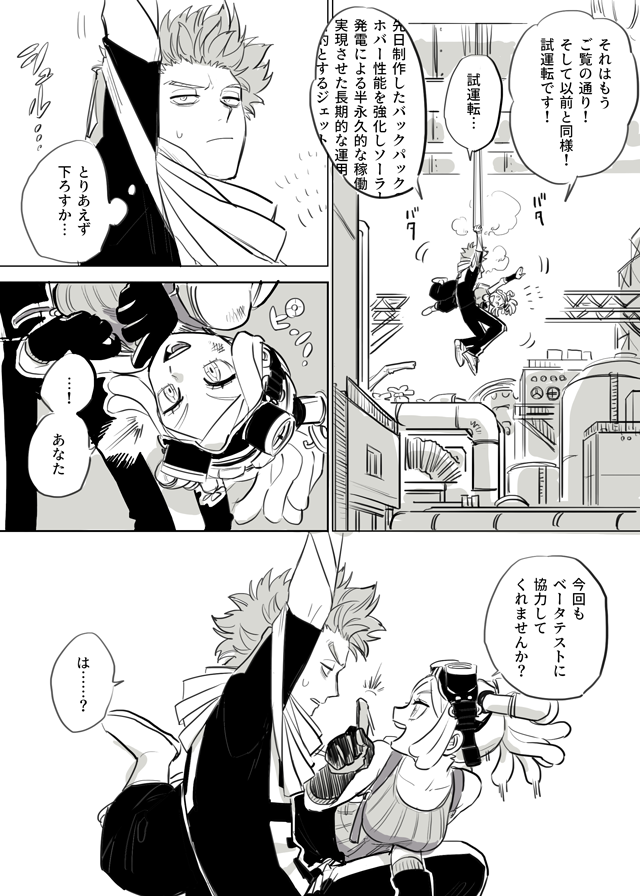 それはもう
ご覧の通り！
そして以前と同様！
試運転です！
試運転…
先日制作したバックパック
ホバー性能を強化しソーラー
発電による半永久的な稼働
実現させた長期的な運用
的とするジェット
バタ
バタ
とりあえず
下ろすか…
…！
あなた
今回も
ベータテストに
協力して
くれませんか？
は……？